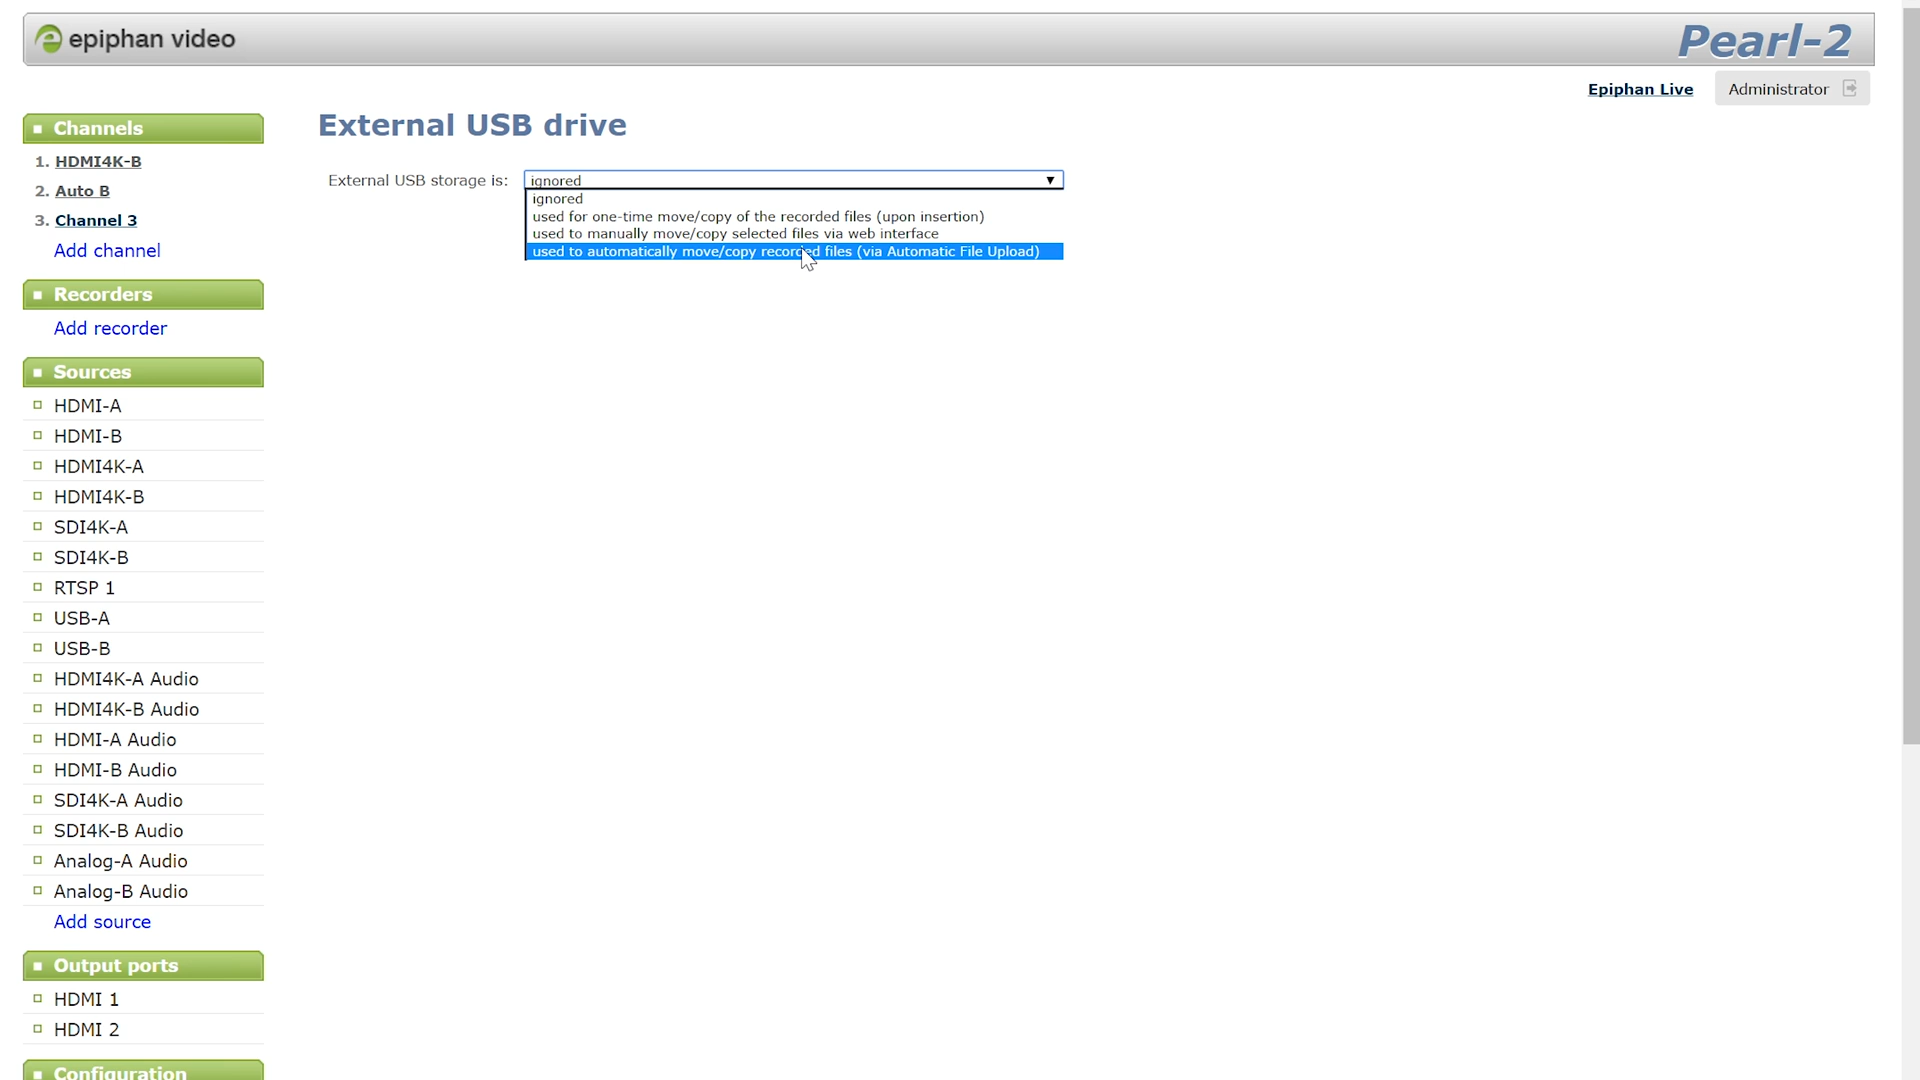 epiphan video
Pearl-2
Epiphan Live
Administrator
Channels
1. HDMI4K-B
2. Auto B
3. Channel 3
Add channel
Recorders
Add recorder
Sources
HDMI-A
HDMI-B
HDMI4K-A
HDMI4K-B
SDI4K-A
SDI4K-B
RTSP 1
USB-A
USB-B
HDMI4K-A Audio
HDMI4K-B Audio
HDMI-A Audio
HDMI-B Audio
SDI4K-A Audio
SDI4K-B Audio
Analog-A Audio
Analog-B Audio
Add source
Output ports
HDMI 1
HDMI 2
Configuration
External USB drive
External USB storage is: ignored
ignored
used for one-time move/copy of the recorded files (upon insertion)
used to manually move/copy selected files via web interface
used to automatically move/copy recorded files (via Automatic File Upload)